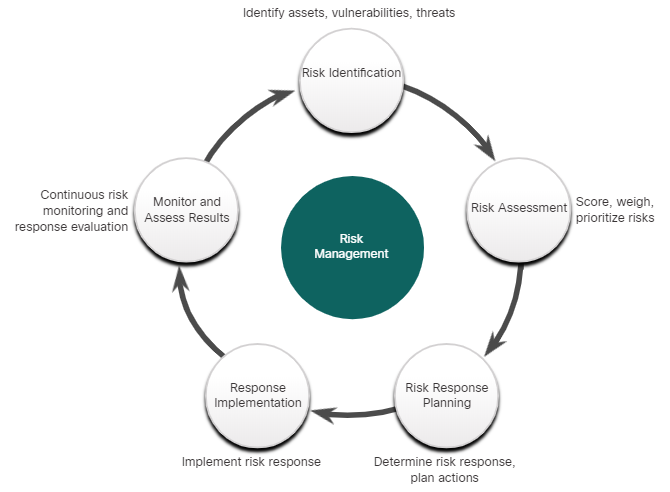 Identify assets, vulnerabilities, threats
Risk Identification
Risk Assessment
Score, weigh,
prioritize risks
Risk Response
Planning
Determine risk response,
plan actions
Response
Implementation
Implement risk response
Monitor and
Assess Results
Continuous risk
monitoring and
response evaluation
Risk
Management